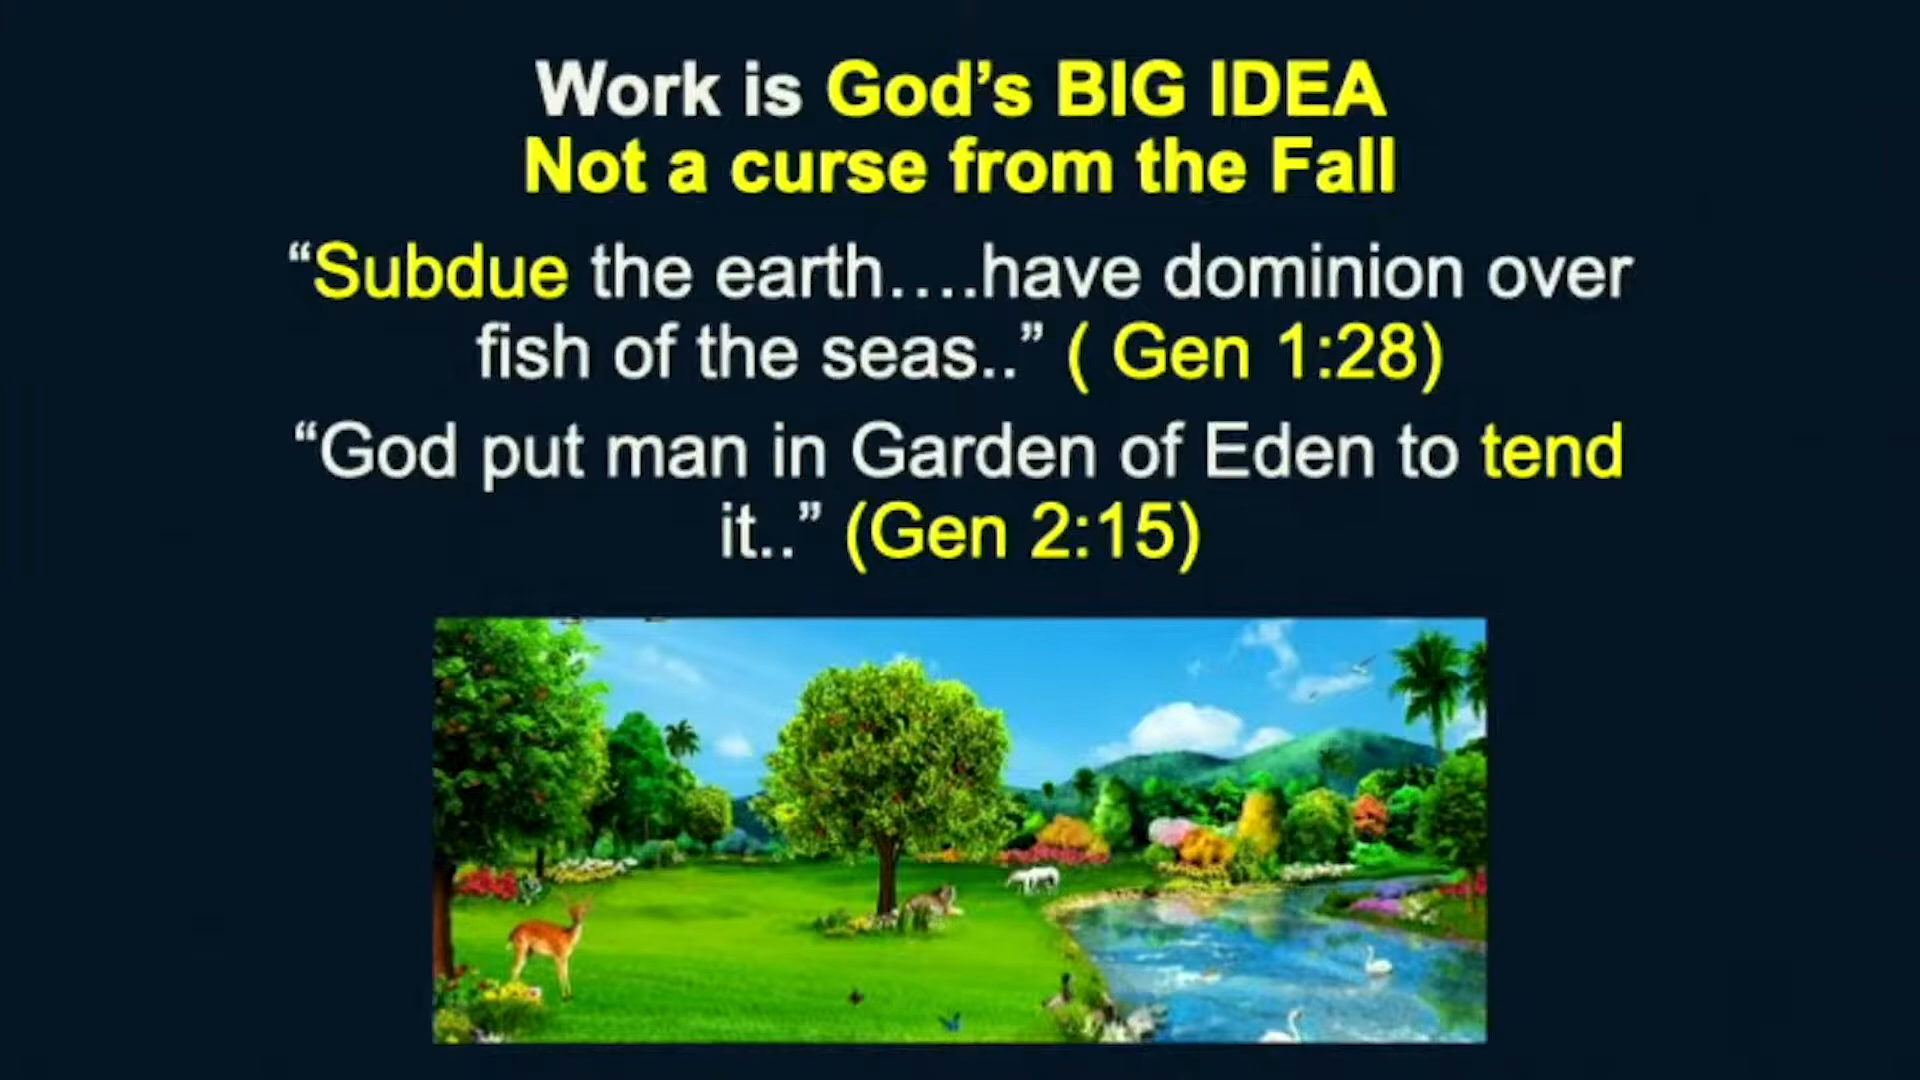 Work is God’s BIG IDEA
Not a curse from the Fall
“Subdue the earth….have dominion over
fish of the seas..” ( Gen 1:28)
“God put man in Garden of Eden to tend
it..” (Gen 2:15)